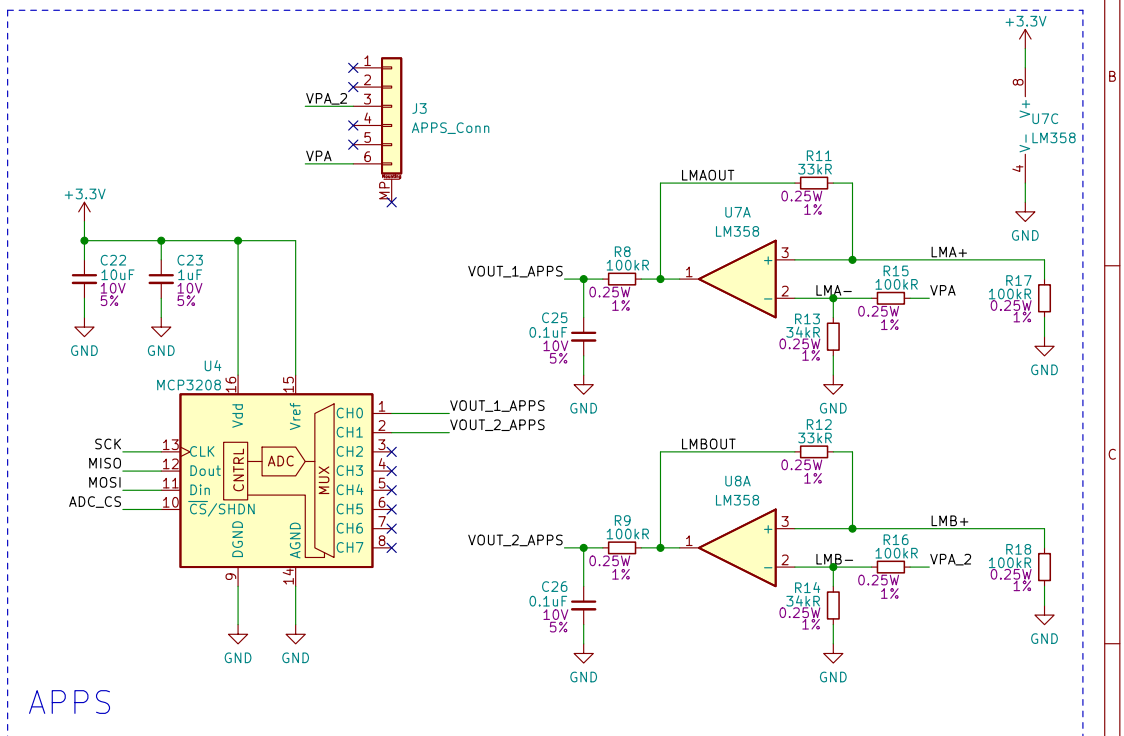 +3.3V
B
8
V+
U7C
LM358
V-
4
GND
1
2
VPA_2
3
4
5
VPA
6
J3
APPS_Conn
MP
+3.3V
C22
10uF
10V
5%
C23
1uF
10V
5%
GND
GND
U4
MCP3208
16
15
Vdd
Vref
SCK
13
CLK
MISO
12
Dout
MOSI
11
Din
ADC_CS
10
CS/SHDN
CNTRL
ADC
MUX
DGND
AGND
CH0
CH1
CH2
CH3
CH4
CH5
CH6
CH7
1
2
3
4
5
6
7
8
VOUT_1_APPS
VOUT_2_APPS
9
14
GND
GND
LMAOUT
R11
33kR
0.25W
1%
U7A
LM358
VOUT_1_APPS
R8
100kR
0.25W
1%
1
3
+
2
-
LMA+
LMA-
R15
100kR
0.25W
1%
VPA
R17
100kR
0.25W
1%
GND
C25
0.1uF
10V
5%
GND
R13
34kR
0.25W
1%
GND
C
LMBOUT
R12
33kR
0.25W
1%
U8A
LM358
VOUT_2_APPS
R9
100kR
0.25W
1%
1
3
+
2
-
LMB+
LMB-
R16
100kR
0.25W
1%
VPA_2
R18
100kR
0.25W
1%
GND
C26
0.1uF
10V
5%
GND
R14
34kR
0.25W
1%
GND
APPS